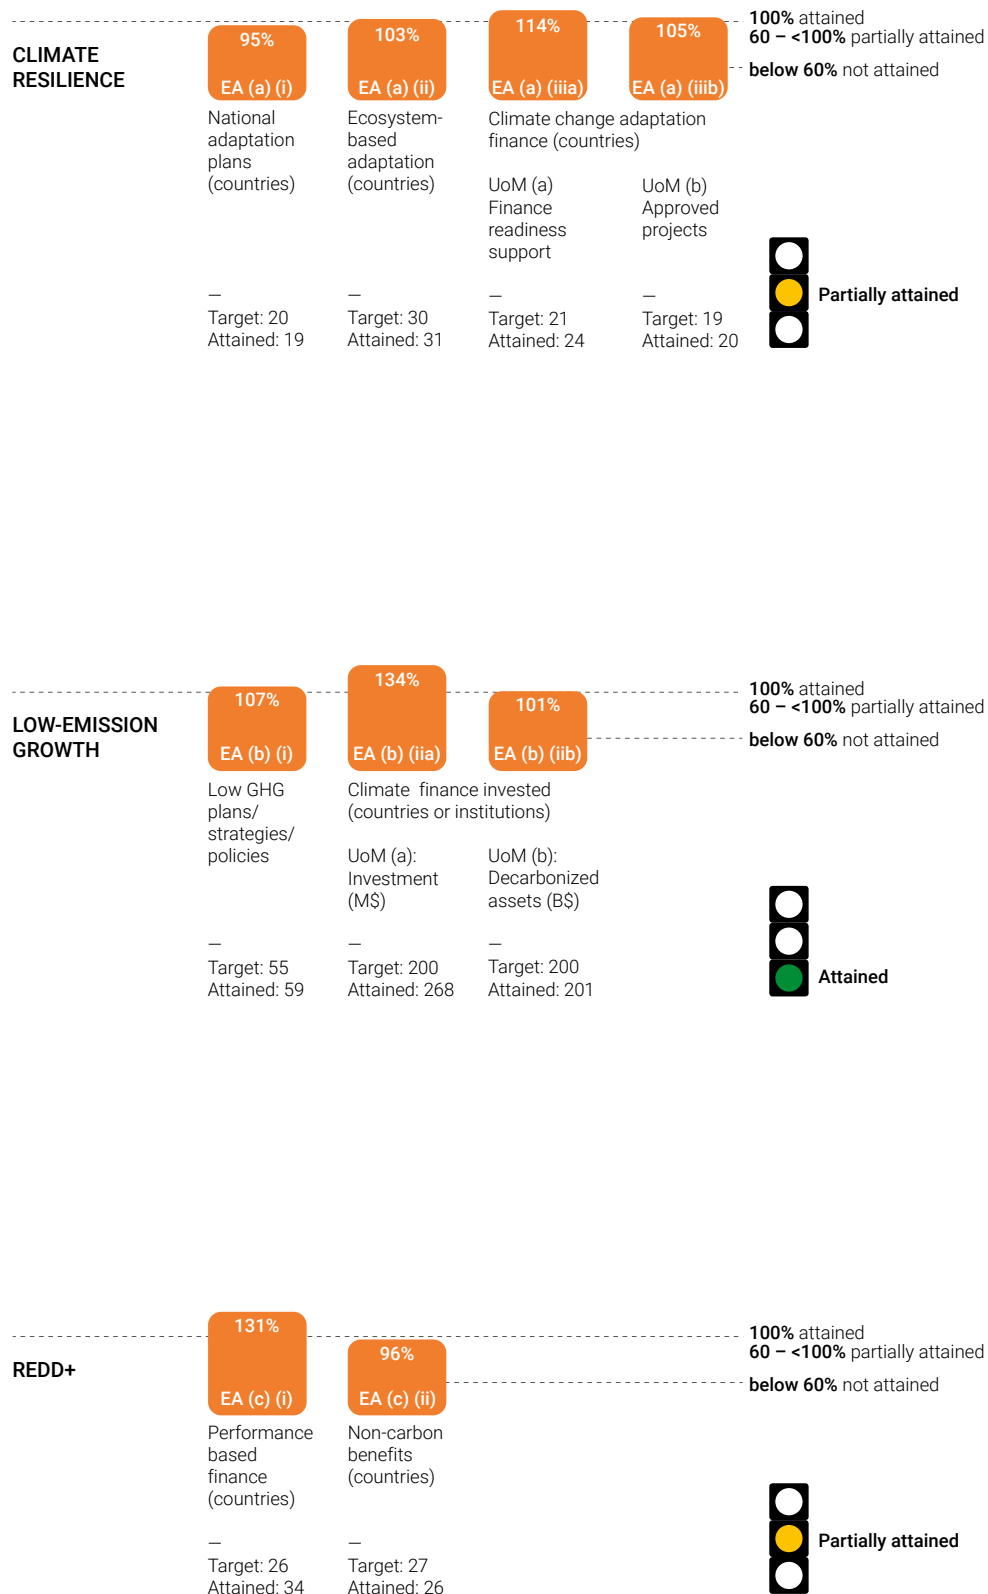 CLIMATE
RESILIENCE
95%
EA (a) (i)
103%
EA (a) (ii)
114%
EA (a) (iiia)
105%
EA (a) (iiib)
100% attained
60 – <100% partially attained
below 60% not attained
National
adaptation
plans
(countries)
Ecosystem-
based
adaptation
(countries)
Climate change adaptation
finance (countries)
UoM (a)
Finance
readiness
support
UoM (b)
Approved
projects
–
Target: 20
Attained: 19
–
Target: 30
Attained: 31
–
Target: 21
Attained: 24
–
Target: 19
Attained: 20
Partially attained
LOW-EMISSION
GROWTH
107%
EA (b) (i)
134%
EA (b) (iia)
101%
EA (b) (iib)
100% attained
60 – <100% partially attained
below 60% not attained
Low GHG
plans/
strategies/
policies
Climate finance invested
(countries or institutions)
UoM (a):
Investment
(M$)
UoM (b):
Decarbonized
assets (B$)
–
Target: 55
Attained: 59
–
Target: 200
Attained: 268
–
Target: 200
Attained: 201
Attained
REDD+
131%
EA (c) (i)
96%
EA (c) (ii)
100% attained
60 – <100% partially attained
below 60% not attained
Performance
based
finance
(countries)
Non-carbon
benefits
(countries)
–
Target: 26
Attained: 34
–
Target: 27
Attained: 26
Partially attained